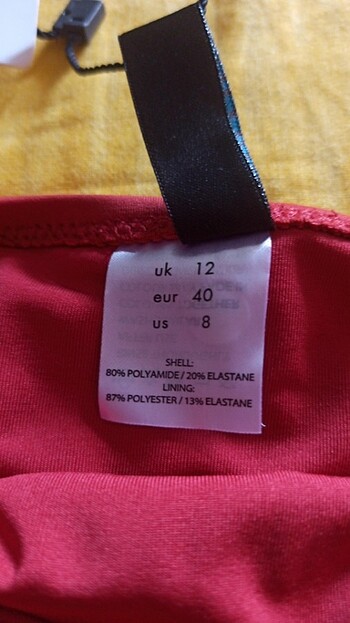 uk 12
eur 40
us 8
SHELL:
80% POLYAMIDE / 20% ELASTANE
LINING:
87% POLYESTER / 13% ELASTANE